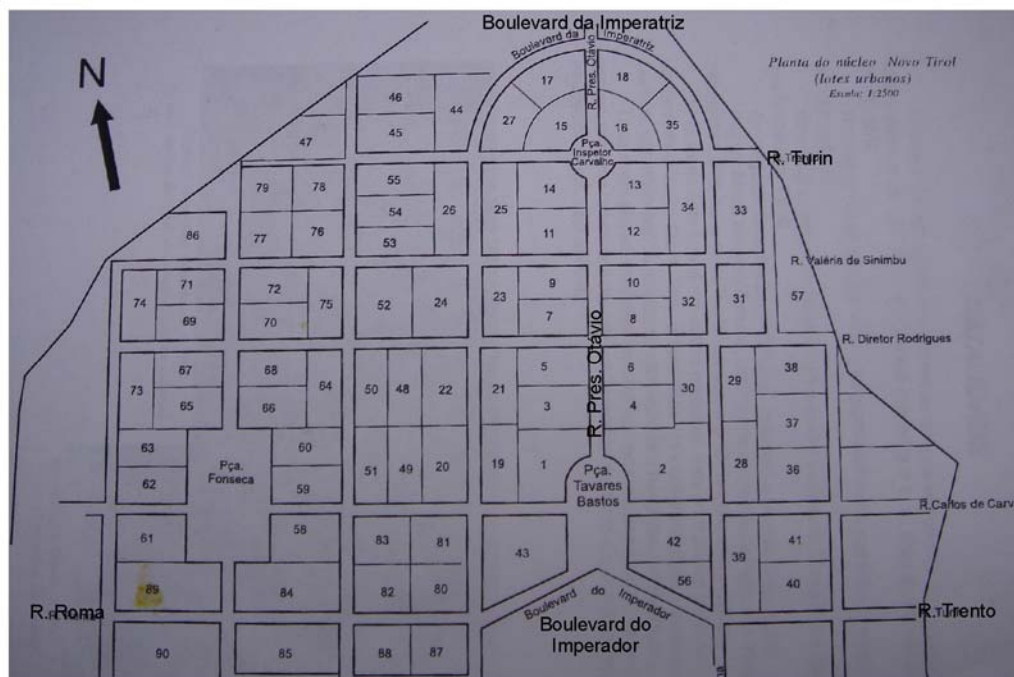 Boulevard da Imperatriz
Boulevard da Imperatriz
N
Planta do núcleo Novo Tirol
(lotes urbanos)
Escala: 1:2500
R. Pres. Otávio
46 44 17 18
47 45 27 15 16 35
Pça. Inspetor Carvalho
R. Turin
79 78 55 14 13
54 26 25 34 33
77 76 53 11 12
86
R. Valéria de Sinimbu
74 71 72 75 52 24 23 9 10 32 31 57
69 70 7 8
R. Pres. Otávio
R. Diretor Rodrigues
73 67 68 64 50 48 22 21 5 6 30 29 38
65 66 3 4 37
63 60
Pça. Fonseca
51 49 20 19 1 2 28 36
62 59
Pça. Tavares Bastos
R.Carlos de Carv
61 58 83 81 43 42 39 41
89 84 82 80 56 40
R. Roma
Boulevard do Imperador
Boulevard do
Imperador
R. Trento
90 85 88 87